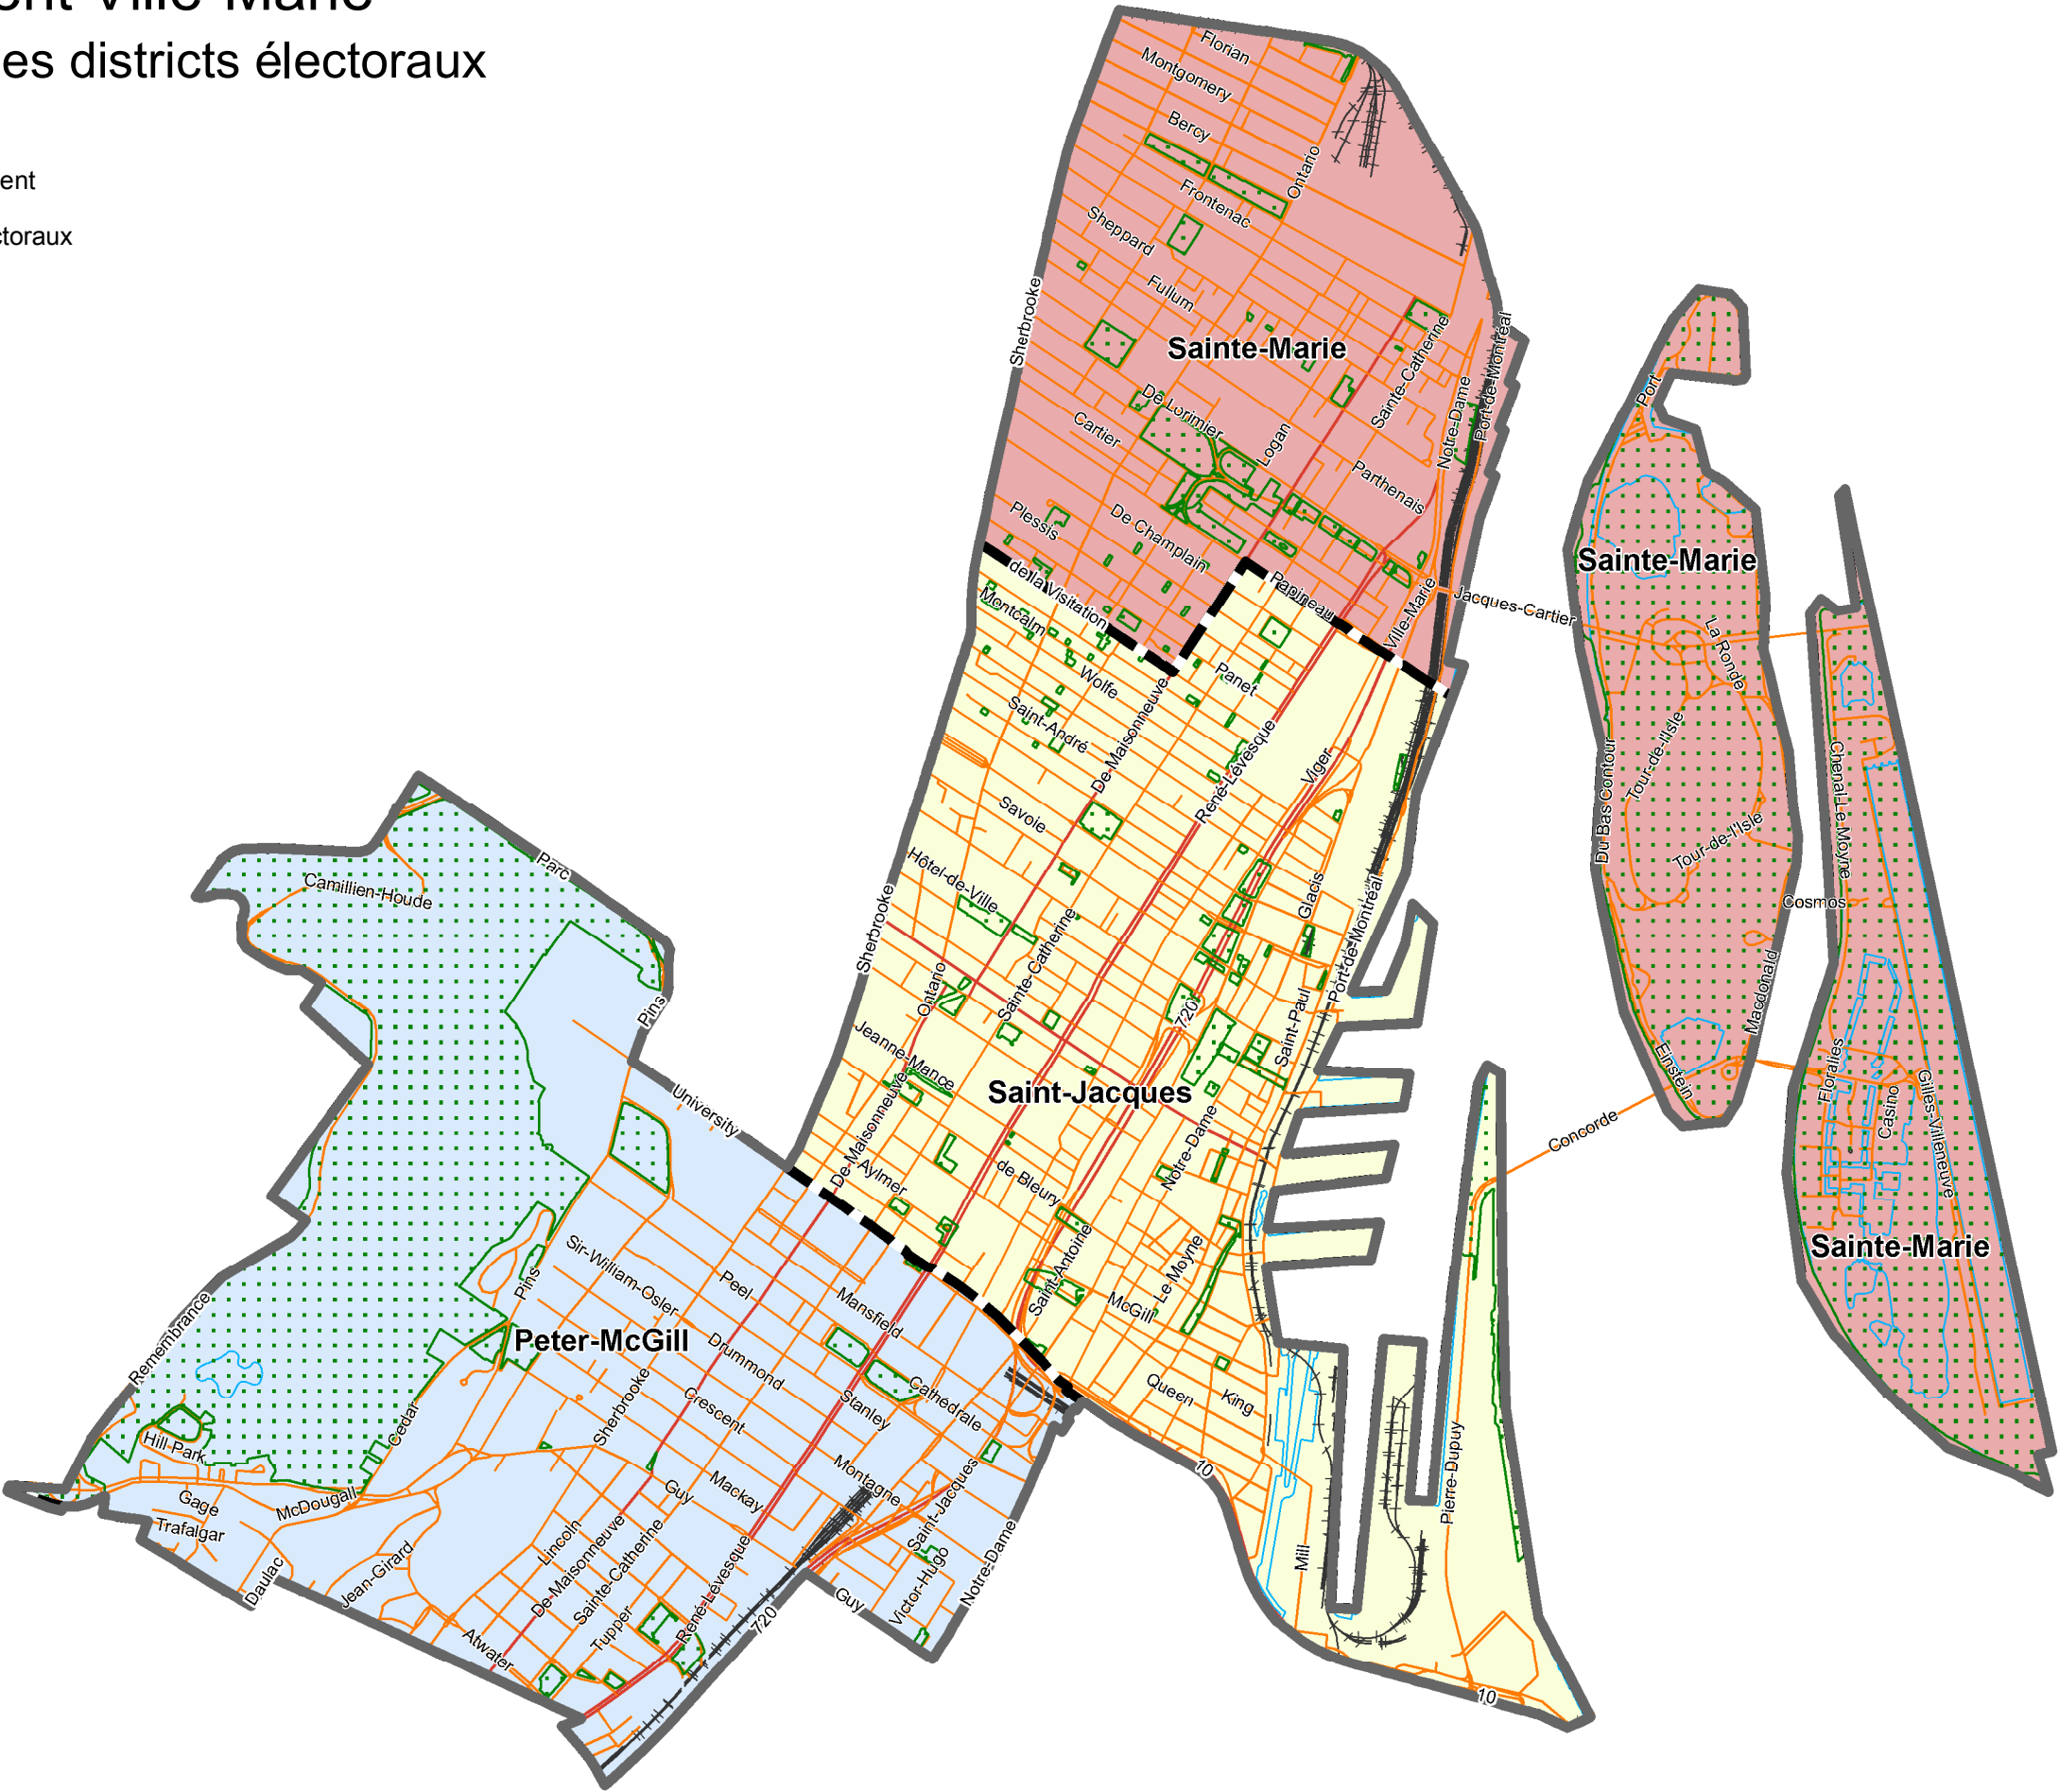 Ville-Marie
es districts électoraux
ent
ctoraux
Florian
Montgomery
Bercy
Ontario
Frontenac
Sheppard
Fullum
Sherbrooke
Sainte-Marie
Sainte-Catherine
Port-de-Montréal
Notre-Dame
De Lorimier
Cartier
Logan
Parthenais
Plessis
De Champlain
de la Visitation
Papineau
Ville-Marie
Jacques-Cartier
Port
Sainte-Marie
La Ronde
Tour-de-l'Isle
Du Bas Contour
Tour-de-l'Isle
Chenal-Le Moyne
Cosmos
Macdonald
Einstein
Floralies
Casino
Gilles-Villeneuve
Concorde
Sainte-Marie
Montcalm
Wolfe
Panet
Saint-André
De Maisonneuve
René-Lévesque
Viger
Savoie
Hôtel-de-Ville
Sherbrooke
Sainte-Catherine
Glacis
Port-de-Montréal
Ontario
720
Saint-Paul
Jeanne-Mance
Saint-Jacques
De Maisonneuve
Aylmer
de Bleury
Notre-Dame
Saint-Antoine
Le Moyne
McGill
Queen
King
10
Mill
Pierre-Dupuy
10
Parc
Camillien-Houde
Pins
University
Sir-William-Osler
Pins
Peel
Mansfield
Peter-McGill
Remembrance
Drummond
Sherbrooke
Crescent
Stanley
Cathédrale
Cedar
Hill Park
Gage
McDougall
Trafalgar
Daulac
Jean-Girard
Guy
Mackay
Montagne
Saint-Jacques
Lincoln
De Maisonneuve
Sainte-Catherine
Tupper
René-Lévesque
Atwater
720
Guy
Victor-Hugo
Notre-Dame